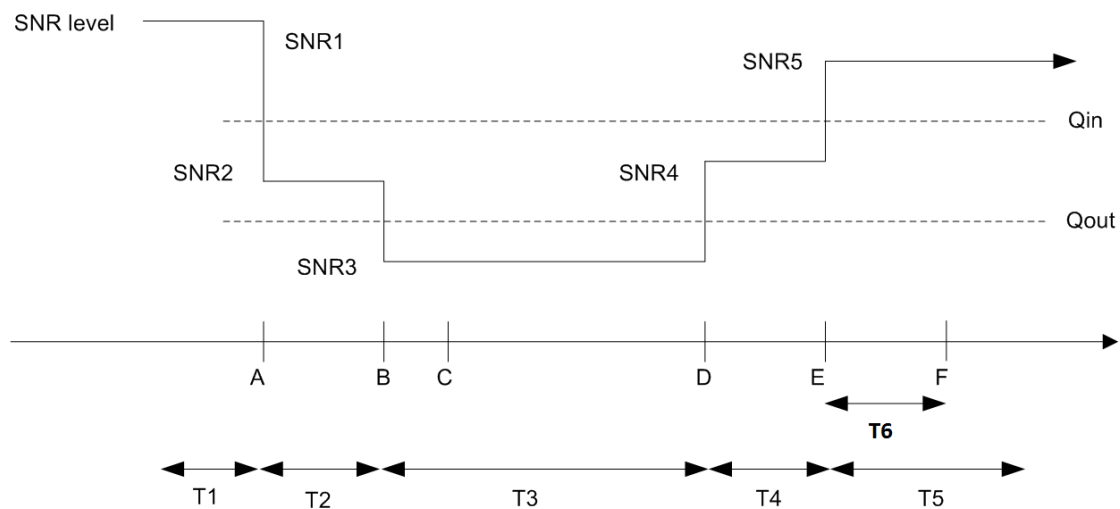 SNR level
SNR1
SNR5
Qin
SNR2
SNR4
Qout
SNR3
A B C D E F
T6
T1 T2 T3 T4 T5